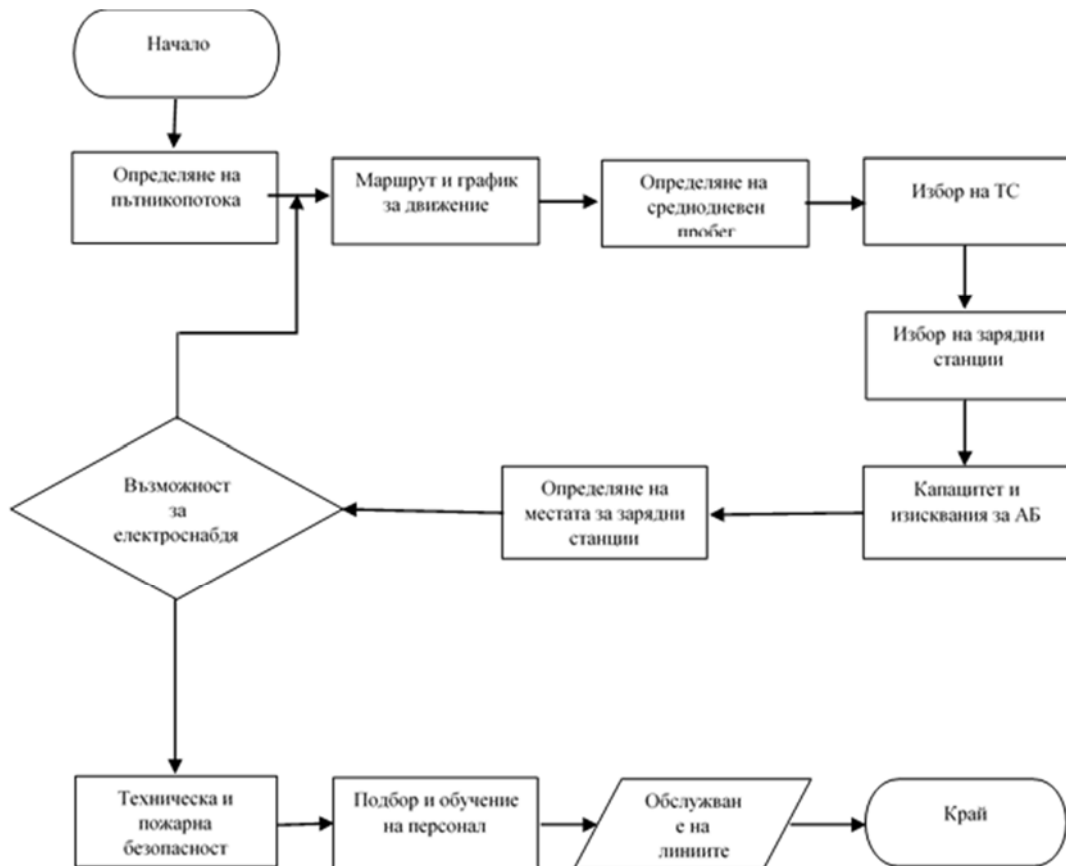 Начало
Определяне на
пътникопотока
Маршрут и график
за движение
Определяне на
среднодневен
пробег
Избор на ТС
Избор на зарядни
станции
Капацитет и
изисквания за АБ
Определяне на
местата за зарядни
станции
Възможност
за
електроснабдя
Техническа и
пожарна
безопасност
Подбор и обучение
на персонал
Обслужван
е на
линиите
Край